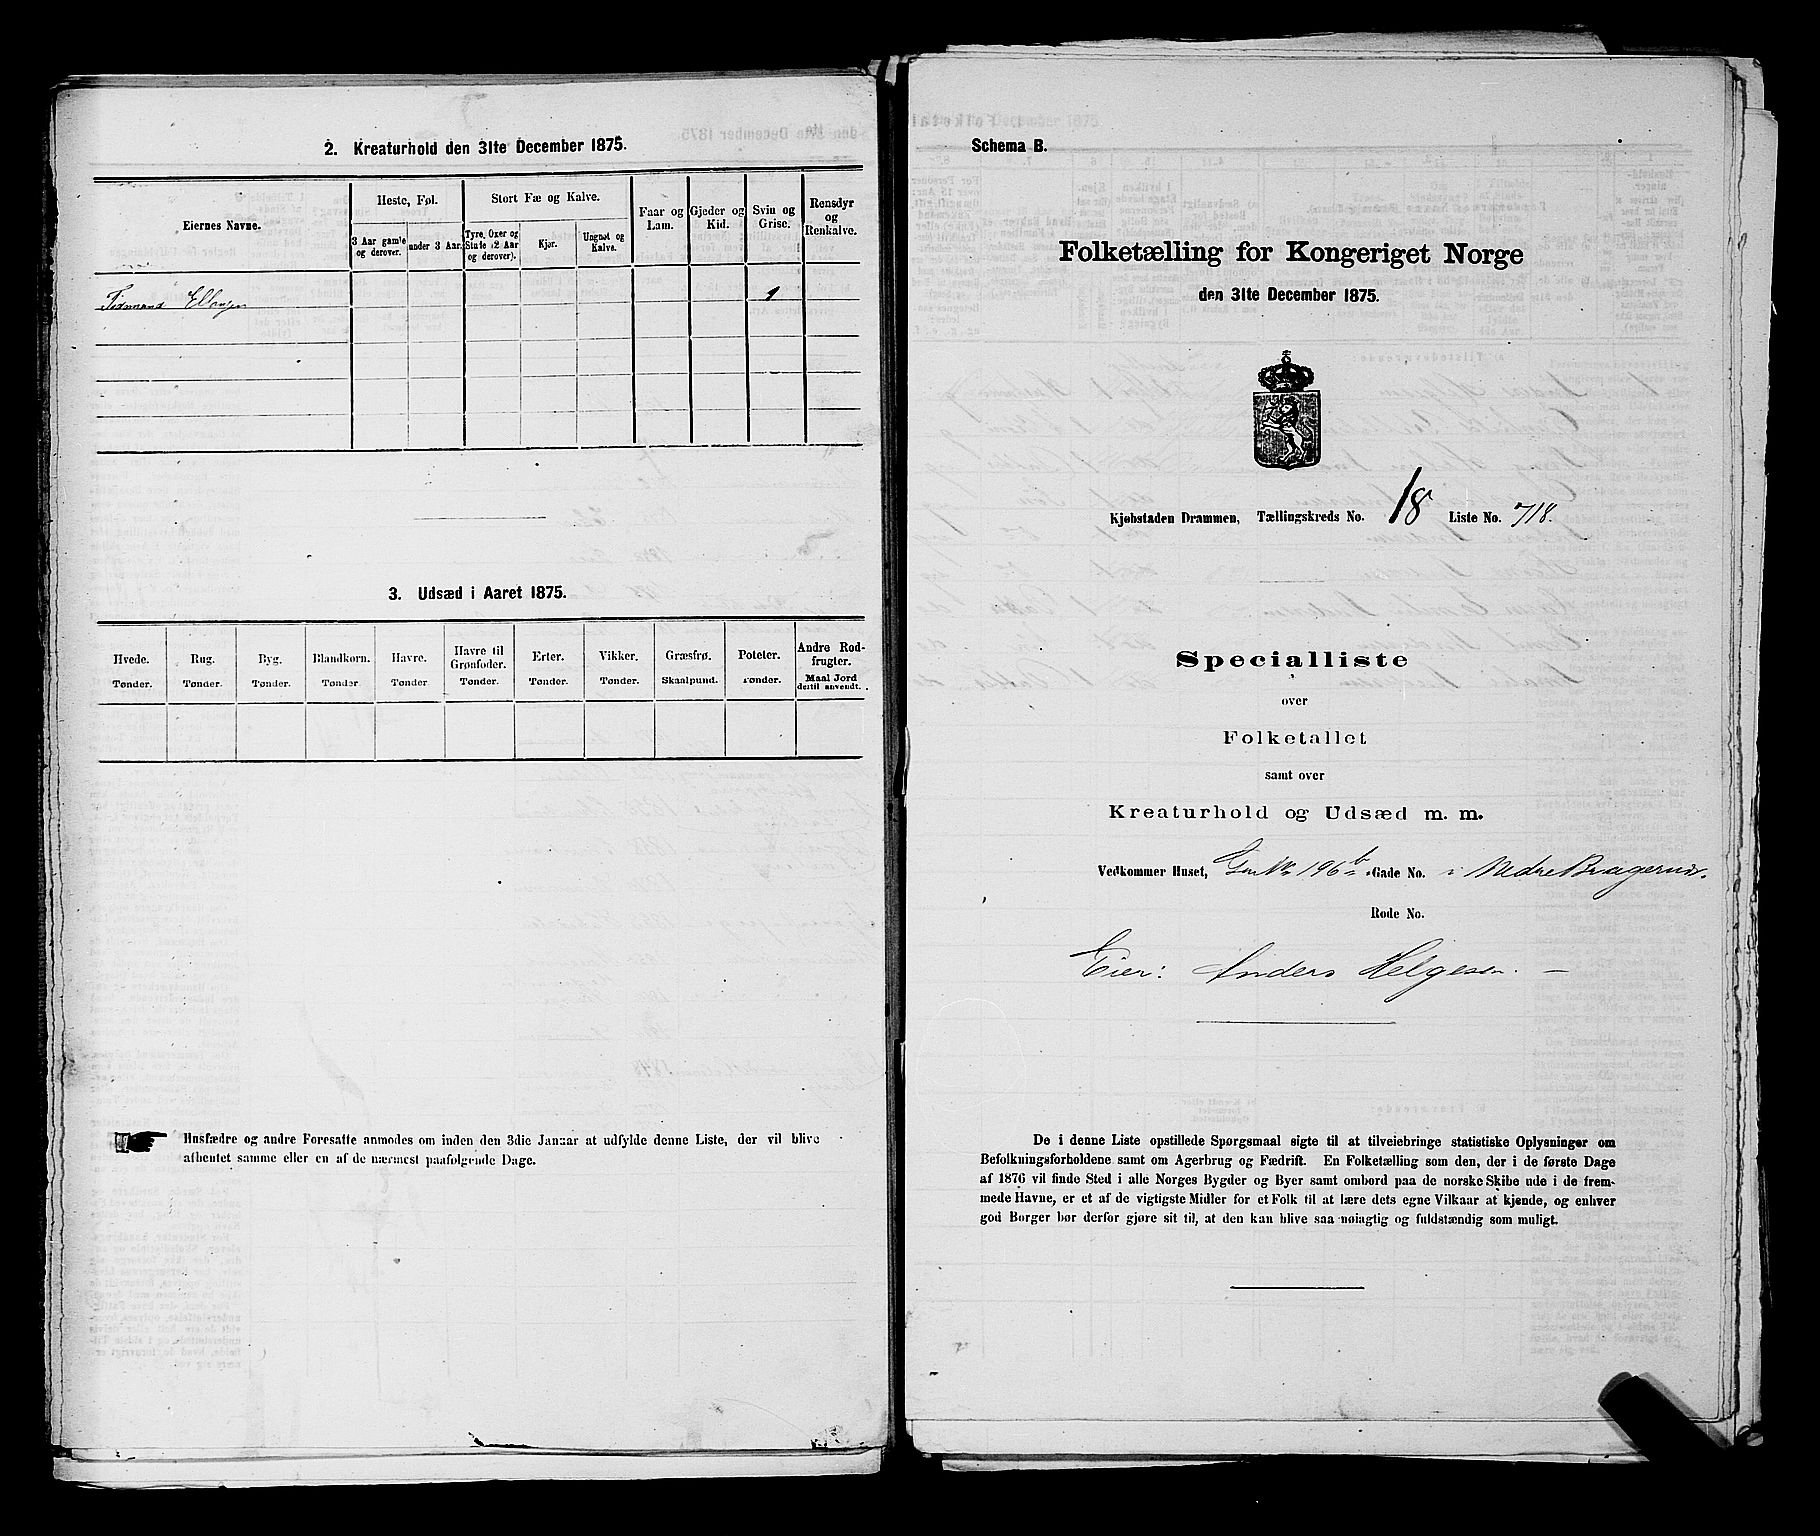 2. Kreaturhold den 31te December 1875.
Eiernes Navne.
Heste, Føl.
Stort Fæ og Kalve.
Faar og Lam.
Gjeder og Kid.
Sviu og Grise.
Rensdyr og Renkalve.
3 Aar gamle og derover.
under 3 Aar.
Tyre, Oxer og Stude (2 Aar og derover).
Kjør.
Ungnøt og Kalve.
Ellingsen 1
3. Udsæd i Aaret 1875.
Hvede. Rug. Byg. Blandkorn. Havre. Havre til Grønfoder. Erter. Vikker. Græsfrø. Poteter. Andre Rodfrugter.
Tønder. Tønder. Tønder. Tønder. Tønder. Tønder. Tønder. Tønder. Skaalpund. Tønder. Maal Jord dertil anvendt.
Husfædre og andre Foresatte anmodes om inden den 3die Januar at udfylde denne Liste, der vil blive
afhentet samme eller en af de nærmest paafølgende Dage.
Schema B.
Folketælling for Kongeriget Norge
den 31te December 1875.
Kjøbstaden Drammen, Tællingskreds No. 18 Liste No. 718.
Specialliste
over
Folketallet
samt over
Kreaturhold og Udsæd m. m.
Vedkommer Huset, 196 b Gade No. i Nedre Bragernæs.
Rode No.
Eier: Anders Helgesen. —
De i denne Liste opstillede Spørgsmaal sigte til at tilveiebringe statistiske Oplysninger om
Befolkningsforholdene samt om Agerbrug og Fædrift. En Folketælling som den, der i de første Dage
af 1876 vil finde Sted i alle Norges Bygder og Byer samt ombord paa de norske Skibe ude i de frem-
mede Havne, er et af de vigtigste Midler for et Folk til at lære dets egne Vilkaar at kjende, og enhver
god Borger bør derfor gjøre sit til, at den kan blive saa nøiagtig og fuldstændig som muligt.